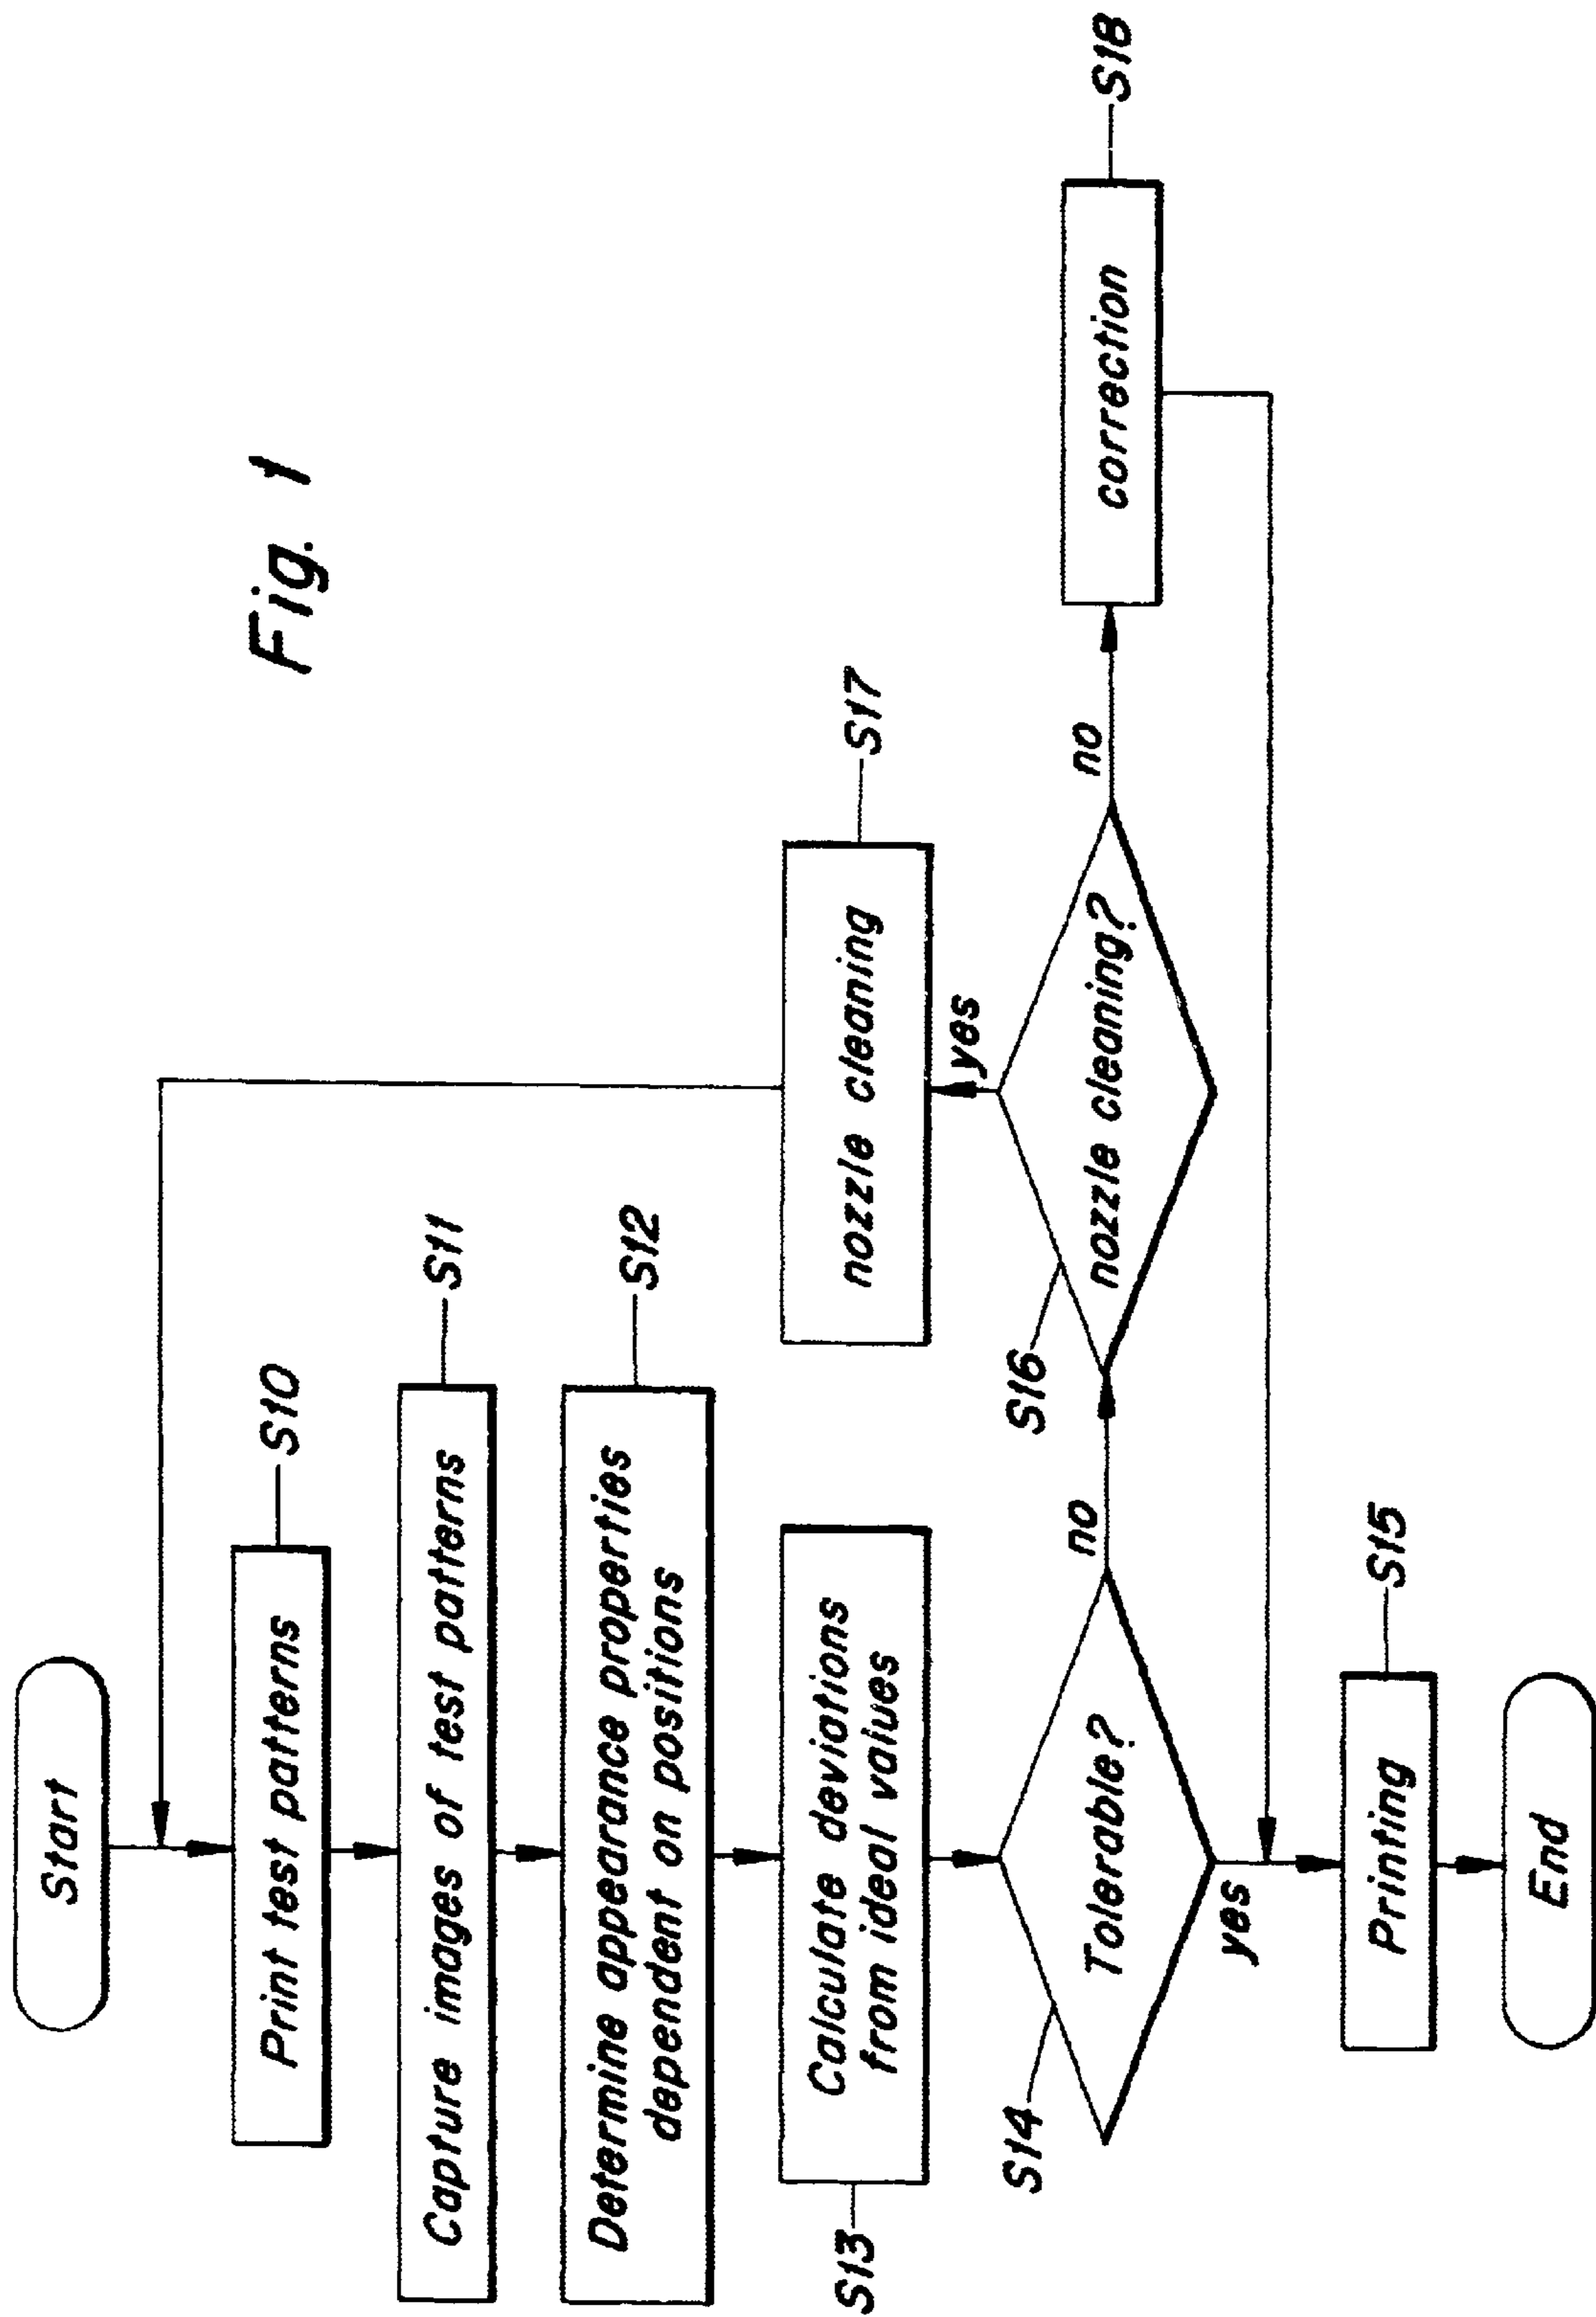 Fig. 1
Start
Print test patterns
S10
Capture images of test patterns
S11
Determine appearance properties
dependent on positions
S12
Calculate deviations
from ideal values
S13
nozzle cleaning
S17
S14
Tolerable?
no
yes
S16
nozzle cleaning?
yes
no
correction
S18
Printing
S15
End